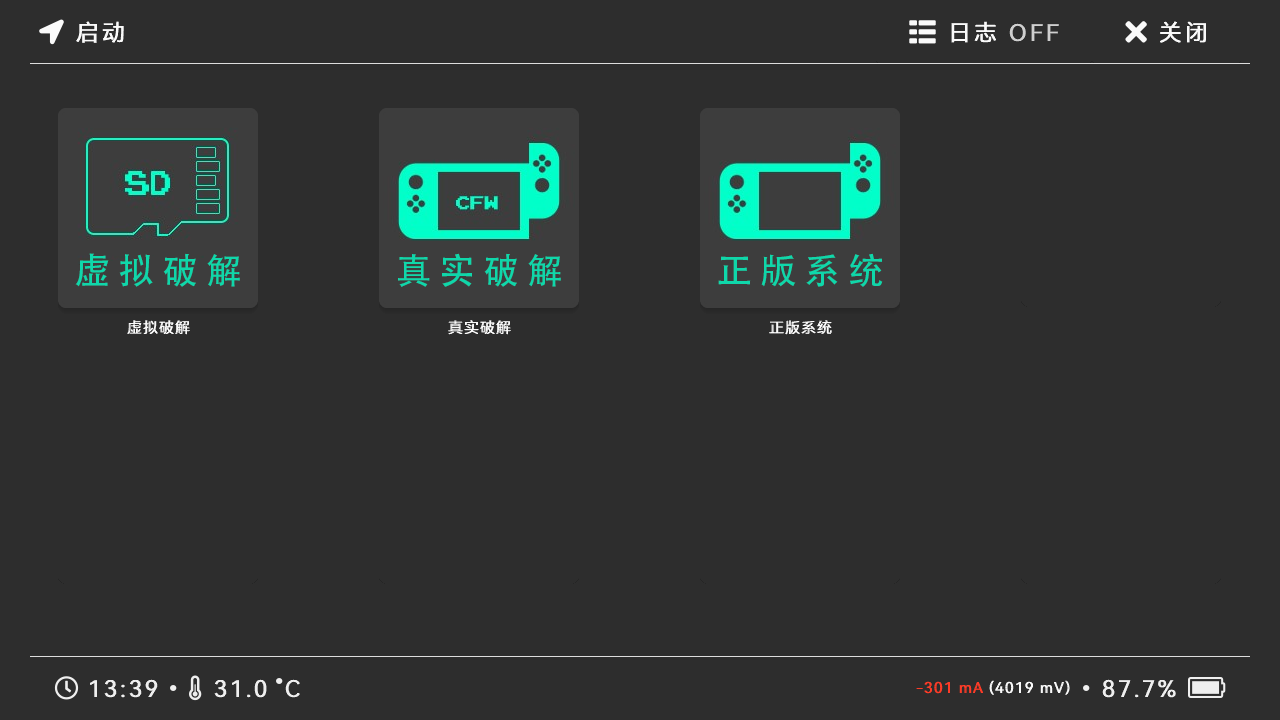 启动
日志 OFF
关闭
SD
虚拟破解
虚拟破解
CFW
真实破解
真实破解
正版系统
正版系统
13:39 • 31.0 °C
-301 mA (4019 mV) • 87.7%